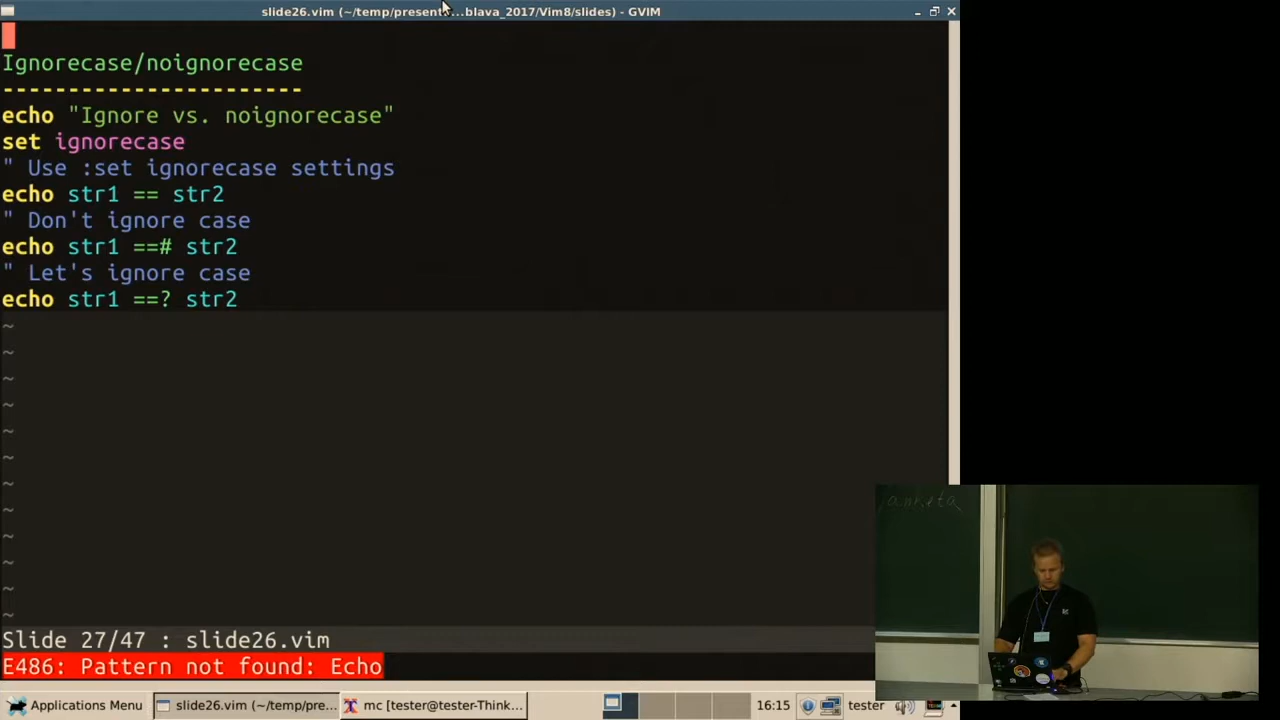 slide26.vim (~/temp/present...blava_2017/Vim8/slides) - GVIM
Ignorecase/noignorecase
-----------------------
echo "Ignore vs. noignorecase"
set ignorecase
" Use :set ignorecase settings
echo str1 == str2
" Don't ignore case
echo str1 ==# str2
" Let's ignore case
echo str1 ==? str2
~
~
~
~
~
~
~
~
~
~
~
~
Slide 27/47 : slide26.vim
E486: Pattern not found: Echo
Applications Menu
slide26.vim (~/temp/pre...
mc [tester@tester-Think...
16:15
tester
anketa